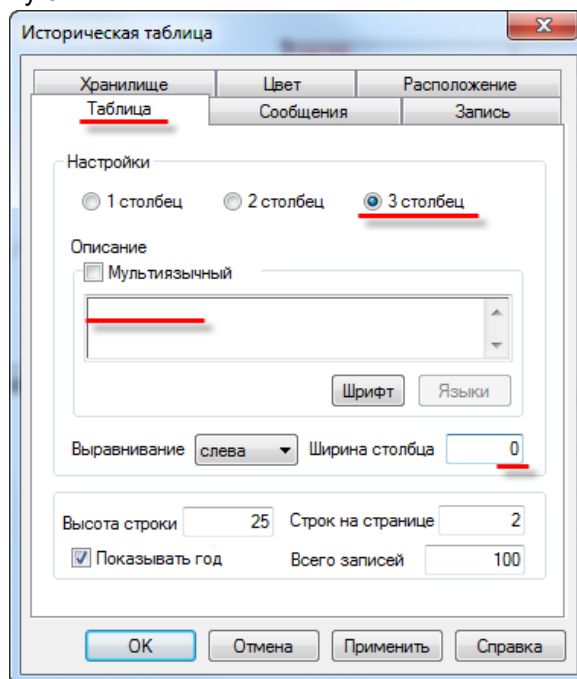 Историческая таблица
Хранилище Цвет Расположение
Таблица Сообщения Запись
Настройки
1 столбец 2 столбец 3 столбец
Описание
Мультиязычный
Шрифт Языки
Выравнивание слева Ширина столбца 0
Высота строки 25 Строк на странице 2
Показывать год Всего записей 100
OK Отмена Применить Справка